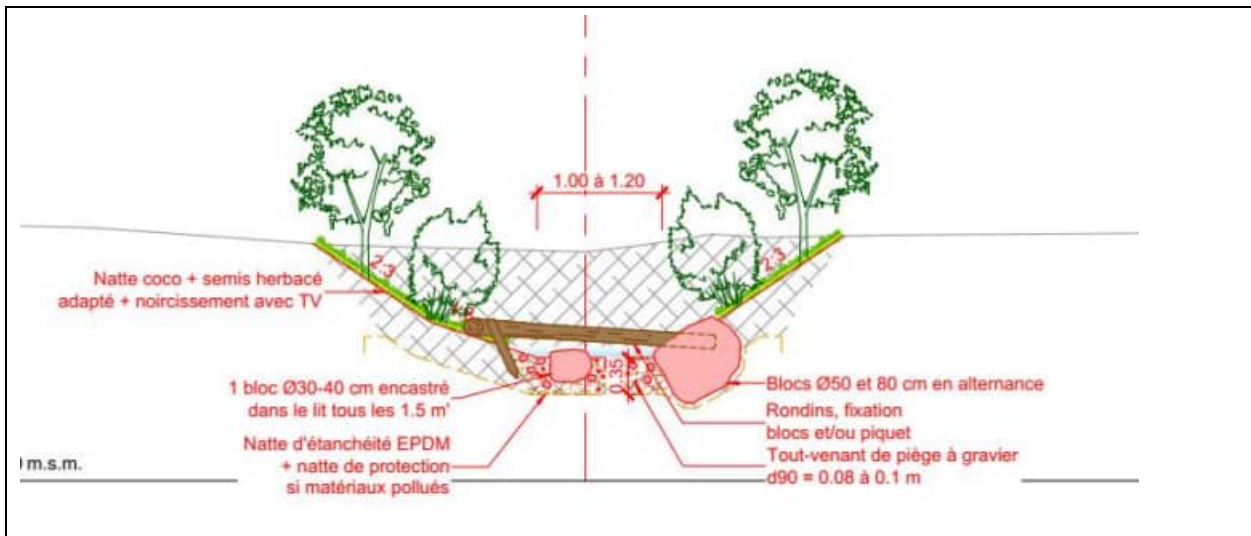 1.00 à 1.20
2:3
2:3
Natte coco + semis herbacé
adapté + noircissement avec TV
0.35
1 bloc Ø30-40 cm encastré
dans le lit tous les 1.5 m'
Natte d'étanchéité EPDM
+ natte de protection
si matériaux pollués
Blocs Ø50 et 80 cm en alternance
Rondins, fixation
blocs et/ou piquet
Tout-venant de piège à gravier
d90 = 0.08 à 0.1 m
m.s.m.